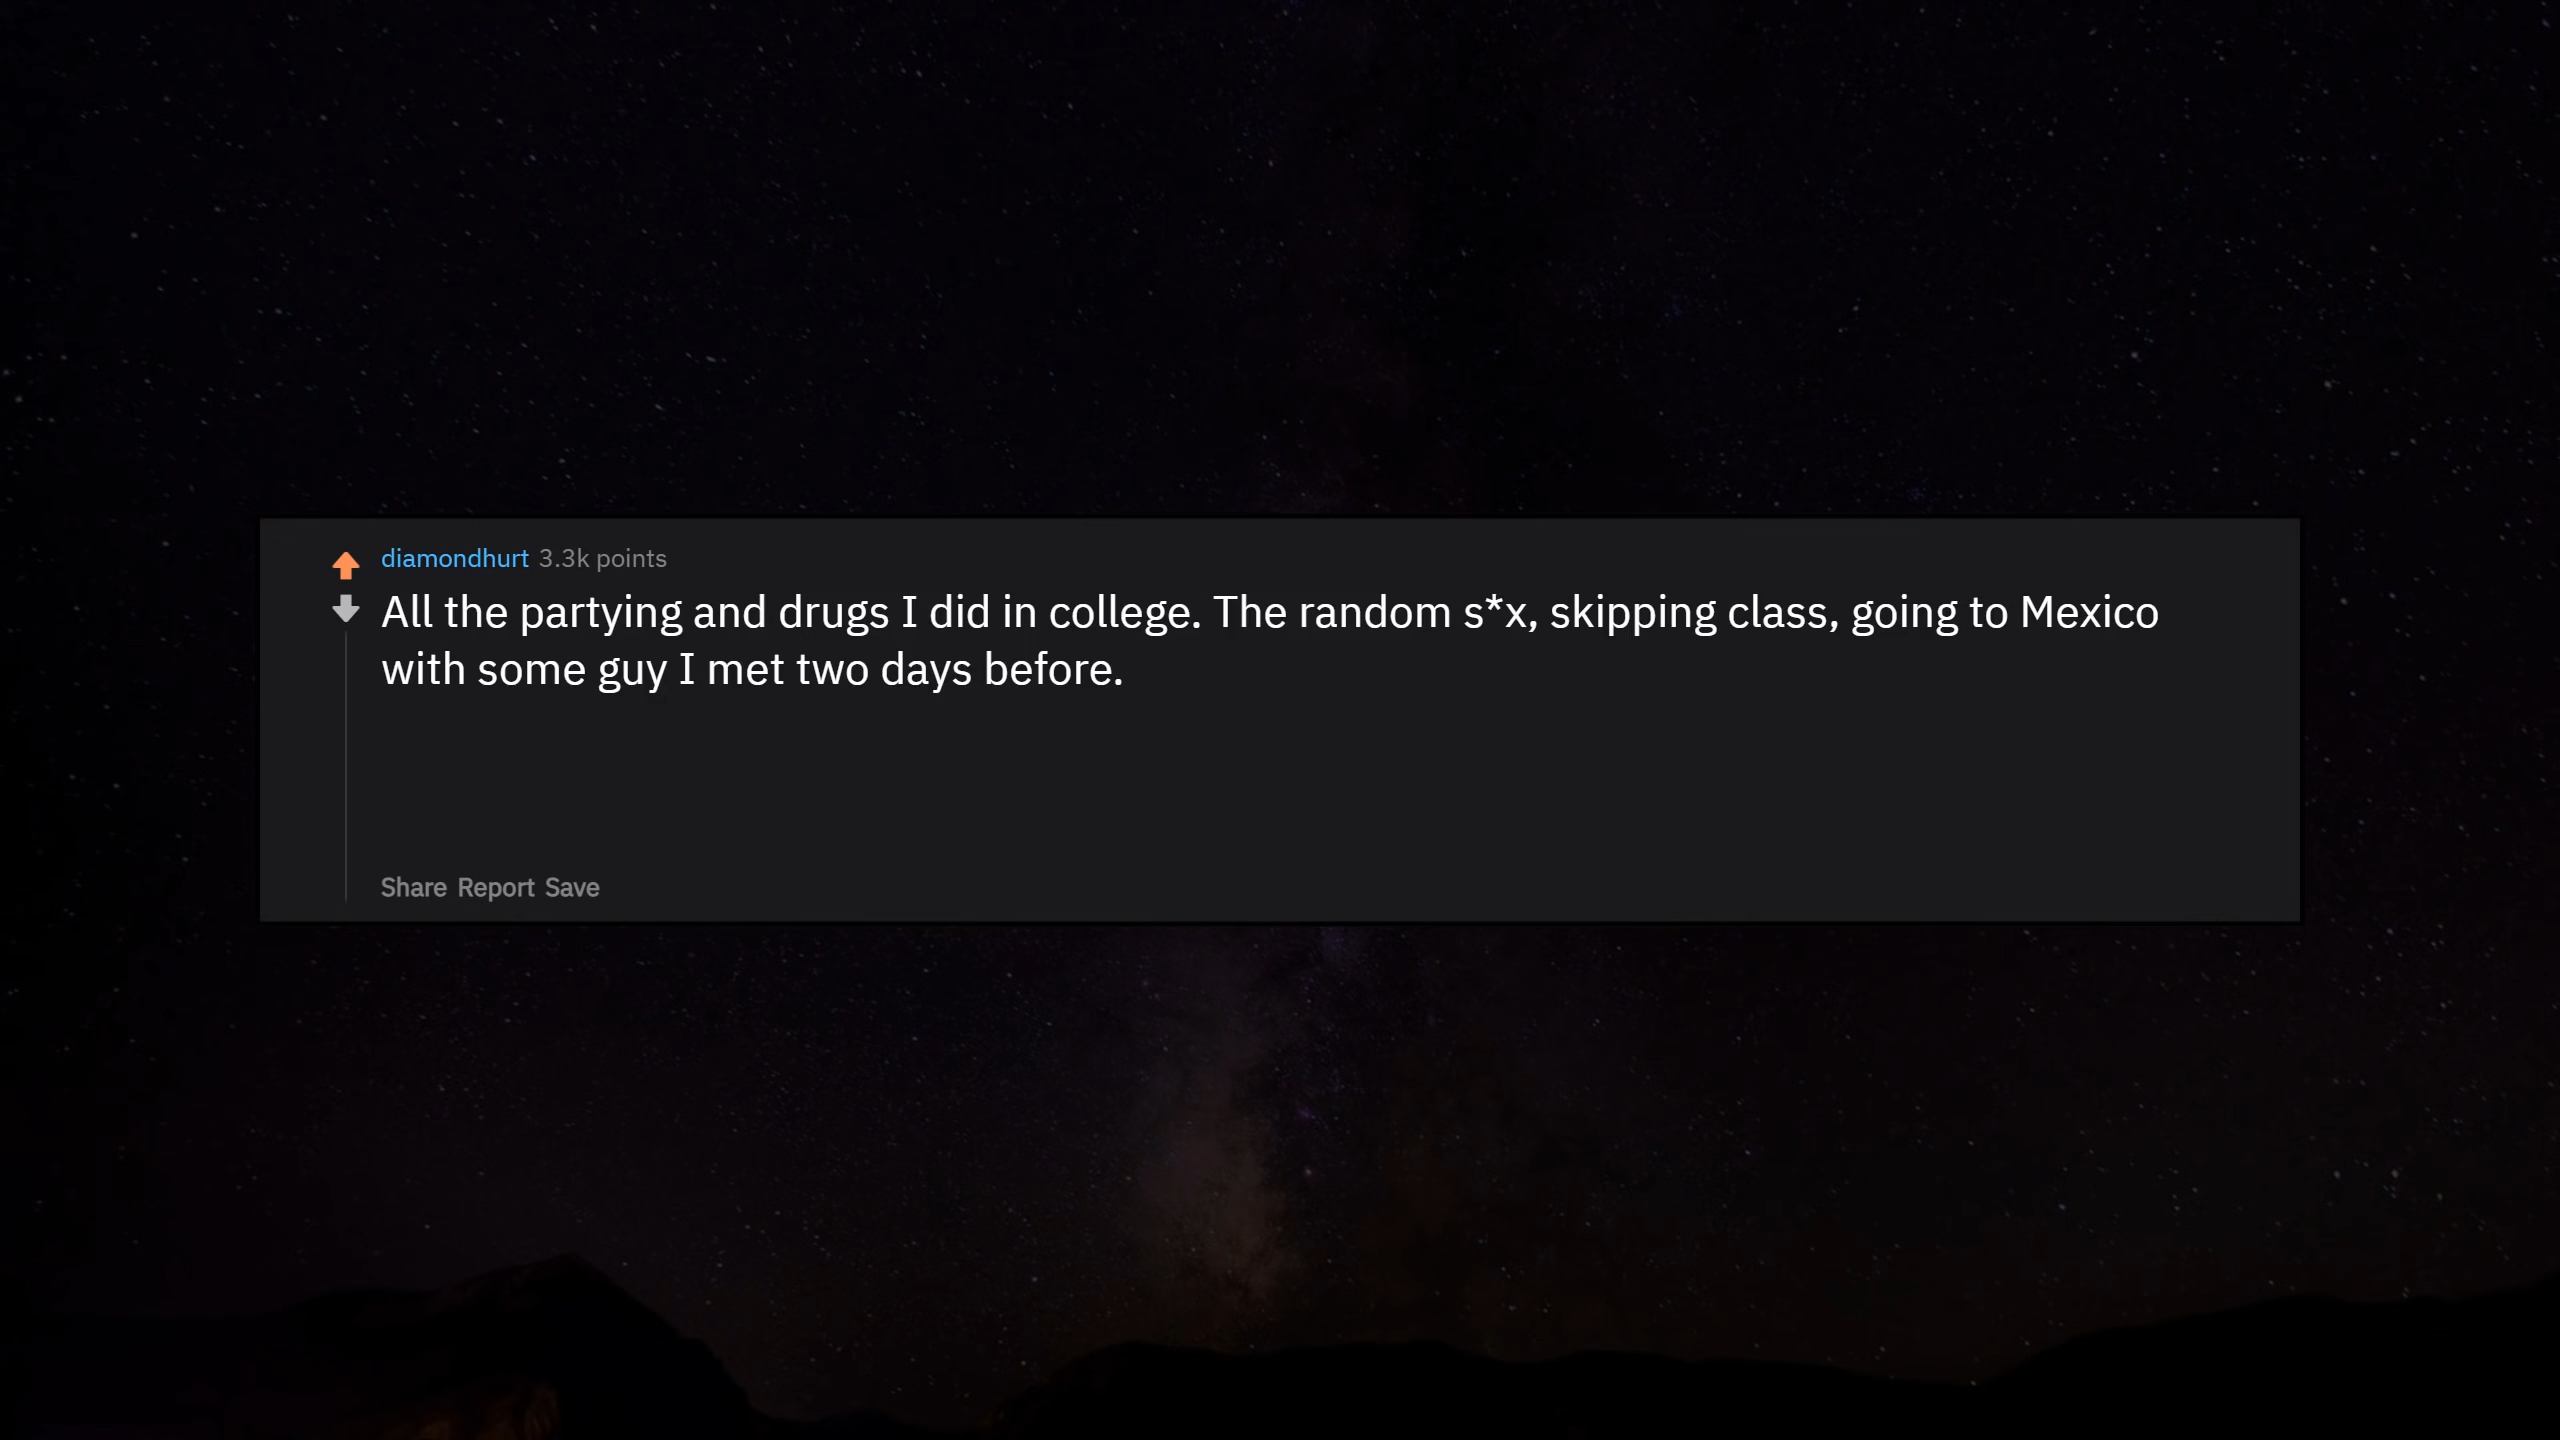 diamondhurt 3.3k points
All the partying and drugs I did in college. The random s*x, skipping class, going to Mexico
with some guy I met two days before.
Share Report Save